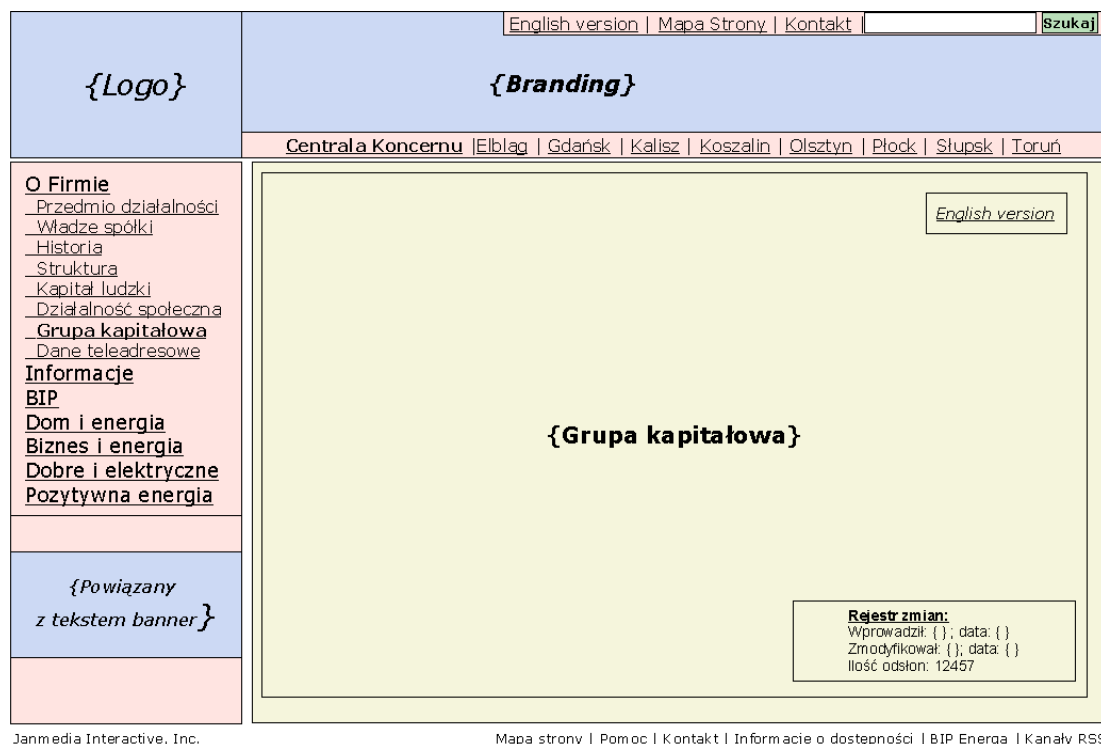 English version | Mapa Strony | Kontakt |
Szukaj
{Logo}
{Branding}
Centrala Koncernu |Elbląg | Gdańsk | Kalisz | Koszalin | Olsztyn | Płock | Słupsk | Toruń
O Firmie
Przedmio działalności
Władze spółki
Historia
Struktura
Kapitał ludzki
Działalność społeczna
Grupa kapitałowa
Dane teleadresowe
Informacje
BIP
Dom i energia
Biznes i energia
Dobre i elektryczne
Pozytywna energia
{Powiązany
z tekstem banner}
English version
{Grupa kapitałowa}
Rejestr zmian:
Wprowadził: { } ; data: { }
Zmodyfikował: { }; data: { }
Ilość odsłon: 12457
Janmedia Interactive, Inc.
Mapa strony | Pomoc | Kontakt | Informacje o dostępności | BIP Energa | Kanały RSS